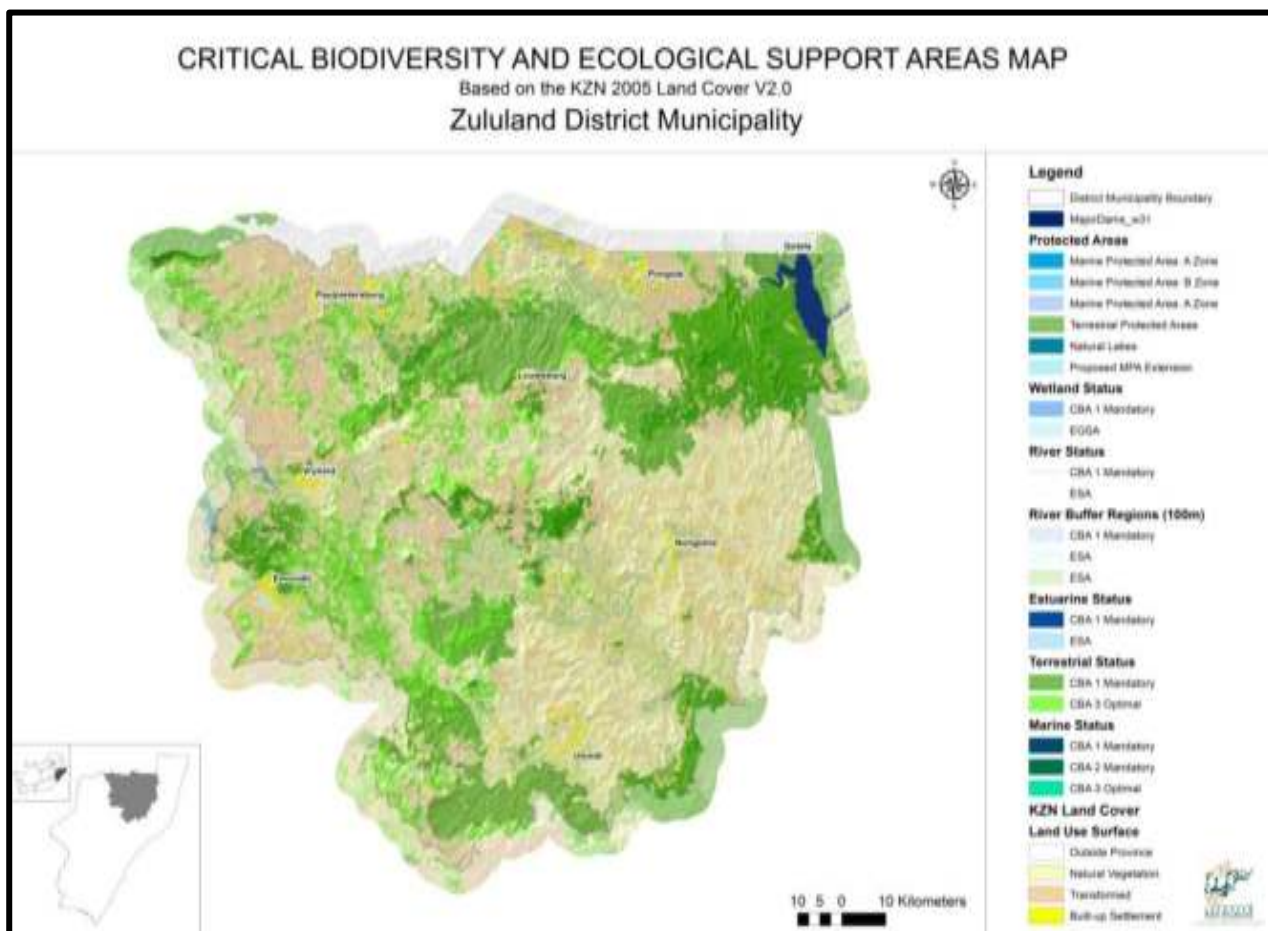 CRITICAL BIODIVERSITY AND ECOLOGICAL SUPPORT AREAS MAP
Based on the KZN 2005 Land Cover V2.0
Zululand District Municipality
Legend
District Municipality Boundary
MajorDams_w31
Protected Areas
Marine Protected Area A Zone
Marine Protected Area B Zone
Marine Protected Area A Zone
Terrestrial Protected Areas
Natural Lakes
Proposed MPA Extension
Wetland Status
CBA 1 Mandatory
EGSA
River Status
CBA 1 Mandatory
ESA
River Buffer Regions (100m)
CBA 1 Mandatory
ESA
ESA
Estuarine Status
CBA 1 Mandatory
ESA
Terrestrial Status
CBA 1 Mandatory
CBA 3 Optimal
Marine Status
CBA 1 Mandatory
CBA 2 Mandatory
CBA 3 Optimal
KZN Land Cover
Land Use Surface
Outside Province
Natural Vegetation
Transformed
Built-up Settlement
Golela
Pongola
Paulpietersburg
Louwsburg
Vryheid
Nongoma
Emondlo
Ulundi
10 5 0 10 Kilometers